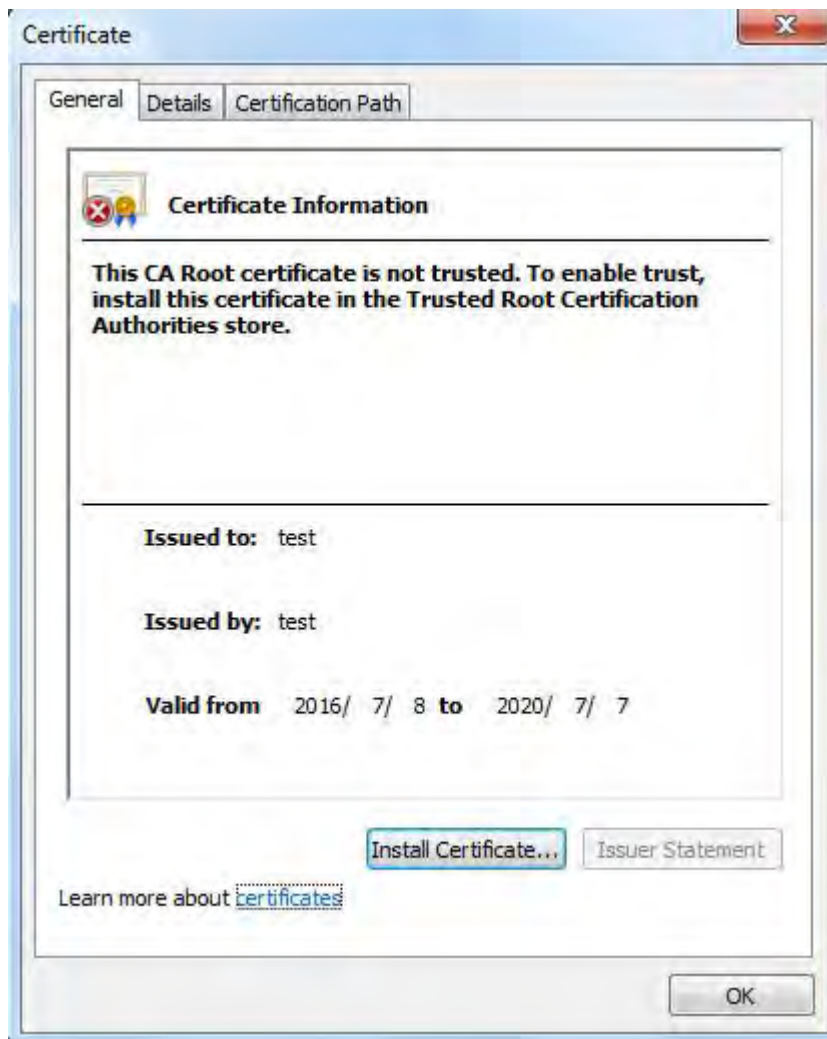 Certificate
General Details Certification Path
Certificate Information
This CA Root certificate is not trusted. To enable trust,
install this certificate in the Trusted Root Certification
Authorities store.
Issued to: test
Issued by: test
Valid from 2016/ 7/ 8 to 2020/ 7/ 7
Install Certificate... Issuer Statement
Learn more about certificates
OK